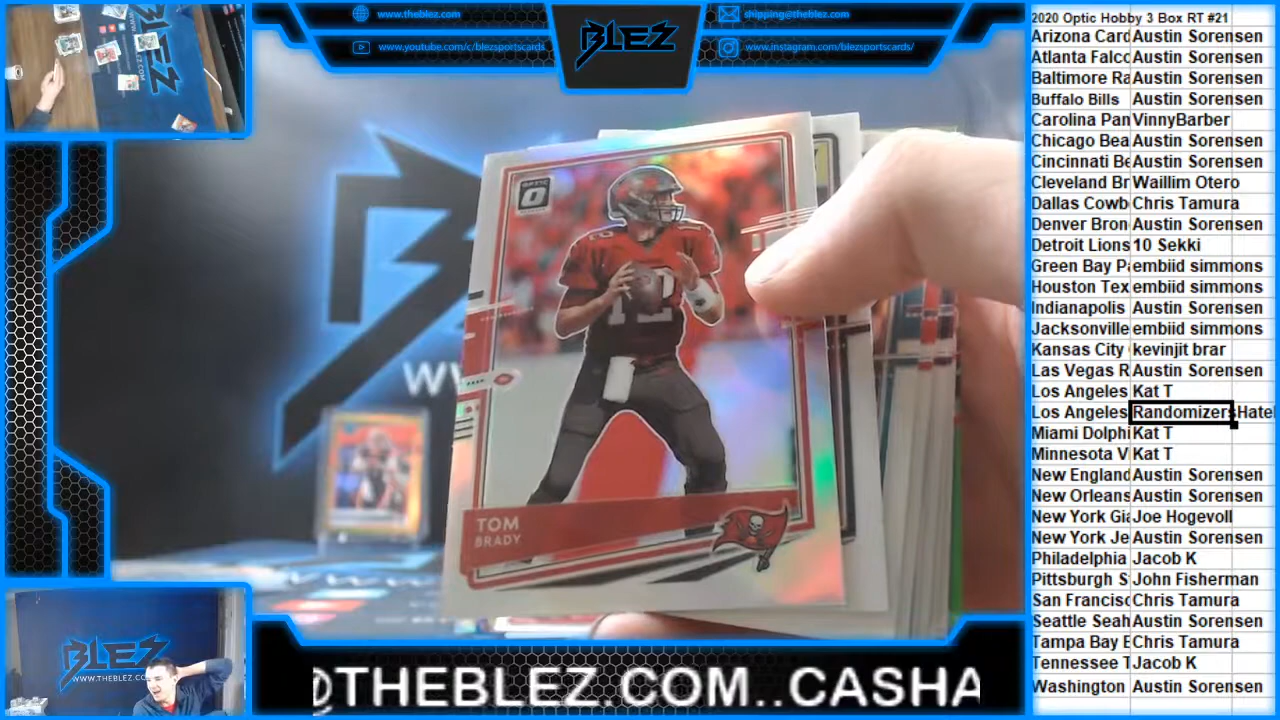 www.theblez.com
shipping@theblez.com
www.youtube.com/c/blezsportscards
www.instagram.com/blezsportscards/
BLEZ
OPTIC
O
12
TOM
BRADY
WW
BLEZ
WWW.THEBLEZ.COM
@THEBLEZ.COM..CASHA
2020 Optic Hobby 3 Box RT #21
Arizona Card Austin Sorensen
Atlanta Falco Austin Sorensen
Baltimore Ra Austin Sorensen
Buffalo Bills Austin Sorensen
Carolina Pan VinnyBarber
Chicago Bea Austin Sorensen
Cincinnati Be Austin Sorensen
Cleveland Br Waillim Otero
Dallas Cowb Chris Tamura
Denver Bron Austin Sorensen
Detroit Lions 10 Sekki
Green Bay P embiid simmons
Houston Tex embiid simmons
Indianapolis Austin Sorensen
Jacksonville embiid simmons
Kansas City kevinjit brar
Las Vegas R Austin Sorensen
Los Angeles Kat T
Los Angeles RandomizersHate
Miami Dolphi Kat T
Minnesota V Kat T
New England Austin Sorensen
New Orleans Austin Sorensen
New York Gia Joe Hogevoll
New York Je Austin Sorensen
Philadelphia Jacob K
Pittsburgh S John Fisherman
San Francisc Chris Tamura
Seattle Seah Austin Sorensen
Tampa Bay B Chris Tamura
Tennessee T Jacob K
Washington Austin Sorensen